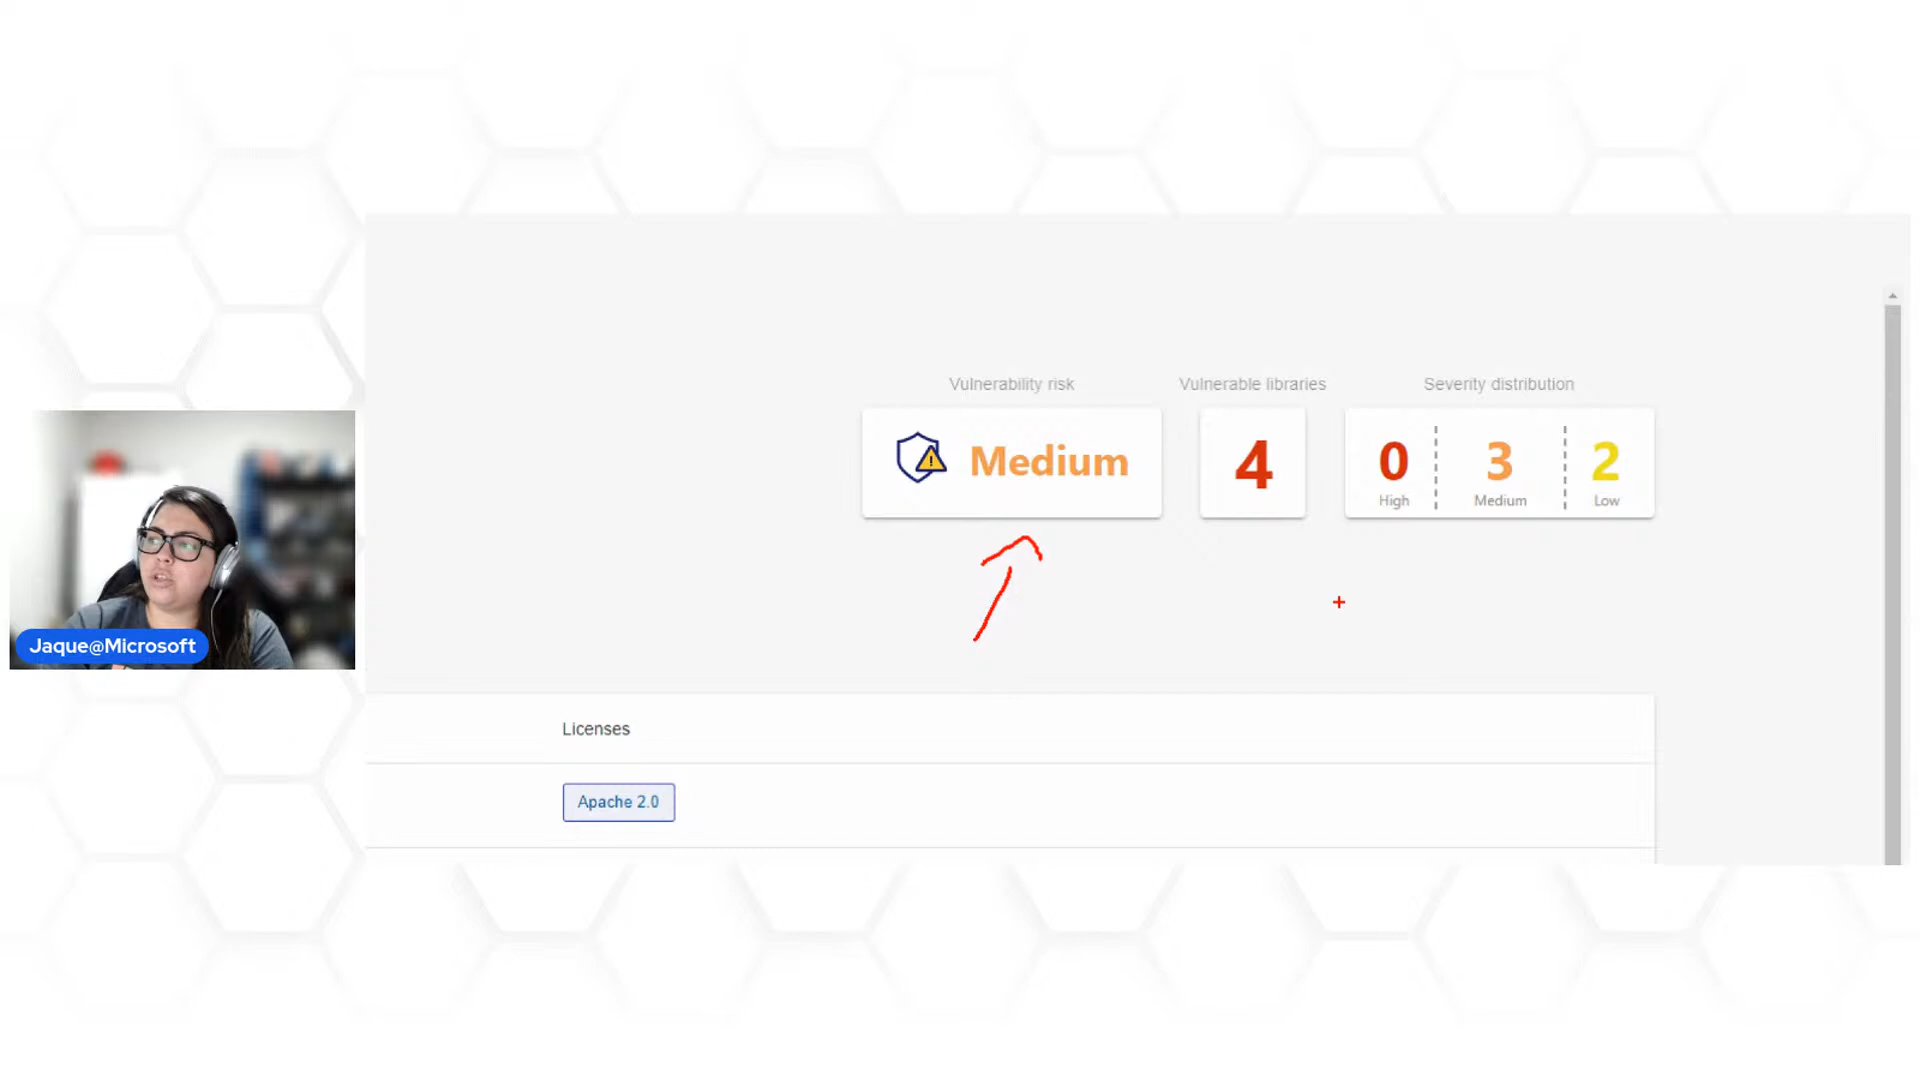 Vulnerability risk
Vulnerable libraries
Severity distribution
Medium
4
0
3
2
High
Medium
Low
Jaque@Microsoft
Licenses
Apache 2.0